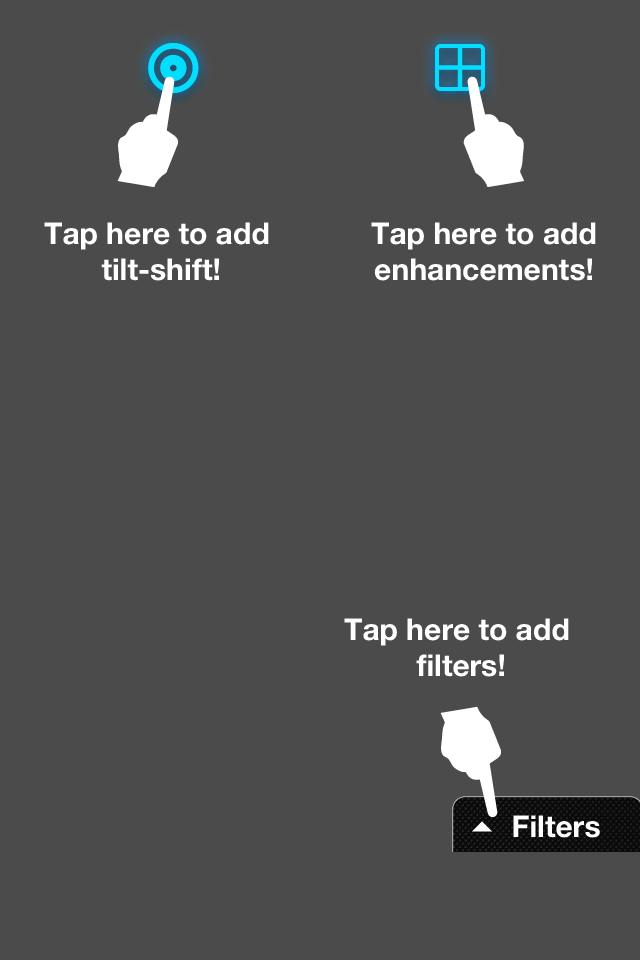 Tap here to add
tilt-shift!
Tap here to add
enhancements!
Tap here to add
filters!
Filters